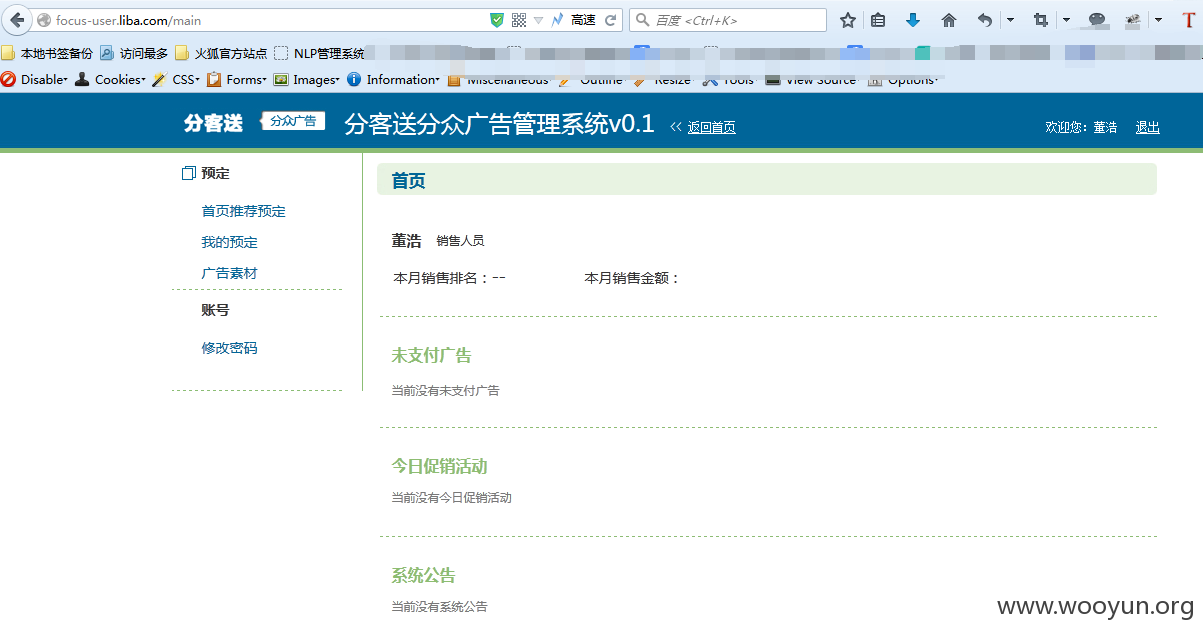 focus-user.liba.com/main 高速 百度 <Ctrl+K>
本地书签备份 访问最多 火狐官方站点 NLP管理系统
Disable Cookies CSS Forms Images Information Miscellaneous Outline Resize Tools View Source Options
分客送 分众广告 分客送分众广告管理系统v0.1 << 返回首页 欢迎您：董浩 退出
预定
首页推荐预定
我的预定
广告素材
账号
修改密码
首页
董浩 销售人员
本月销售排名：-- 本月销售金额：
未支付广告
当前没有未支付广告
今日促销活动
当前没有今日促销活动
系统公告
当前没有系统公告
www.wooyun.org